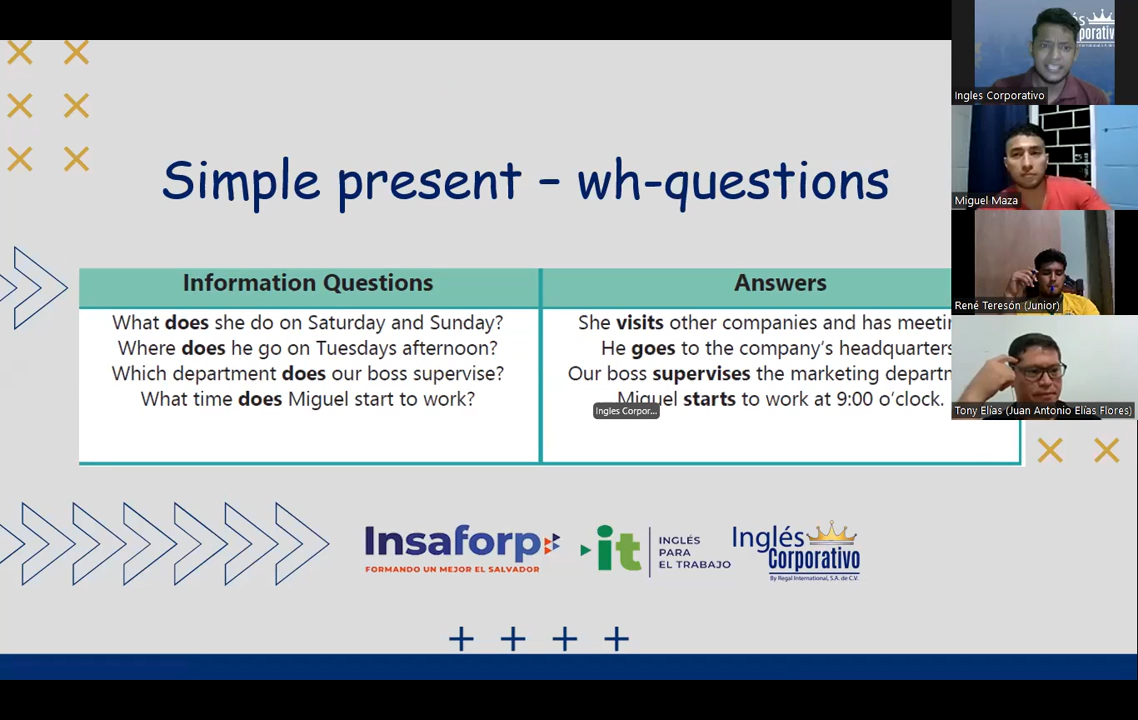 Simple present – wh-questions
Information Questions
Answers
What does she do on Saturday and Sunday?
She visits other companies and has
Where does he go on Tuesdays afternoon?
He goes to the company's headquarters
Which department does our boss supervise?
Our boss supervises the marketing
What time does Miguel start to work?
Miguel starts to work at 9:00 o'clock.
Ingles Corpor...
Insaforp
FORMANDO UN MEJOR EL SALVADOR
it
INGLÉS
PARA
EL TRABAJO
Inglés
Corporativo
By Regal International, S.A. de C.V.
Ingles Corporativo
Miguel Maza
René Teresón (Junior)
Tony Elías (Juan Antonio Elías Flores)